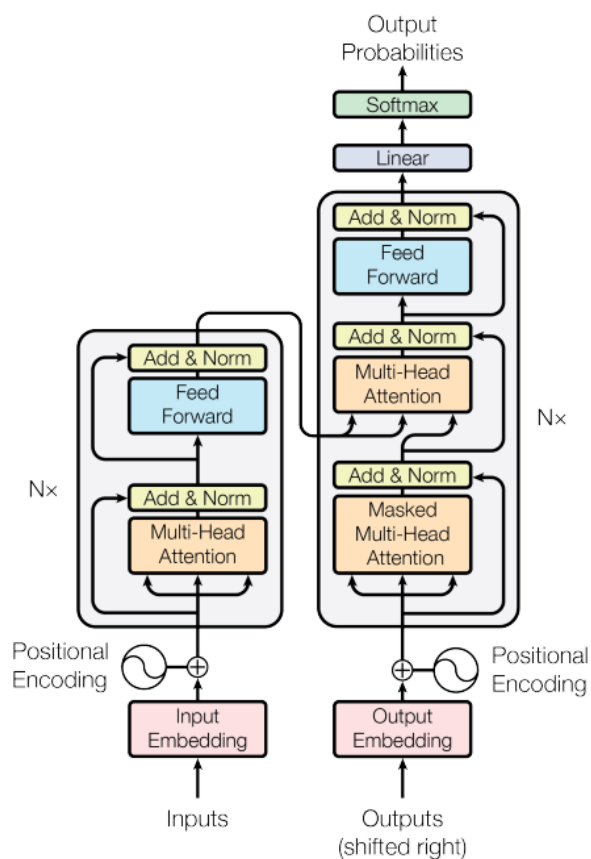 Output
Probabilities
Softmax
Linear
Add & Norm
Feed
Forward
Add & Norm
Multi-Head
Attention
Add & Norm
Masked
Multi-Head
Attention
Nx
Add & Norm
Feed
Forward
Add & Norm
Multi-Head
Attention
Nx
Positional
Encoding
Positional
Encoding
Input
Embedding
Output
Embedding
Inputs
Outputs
(shifted right)